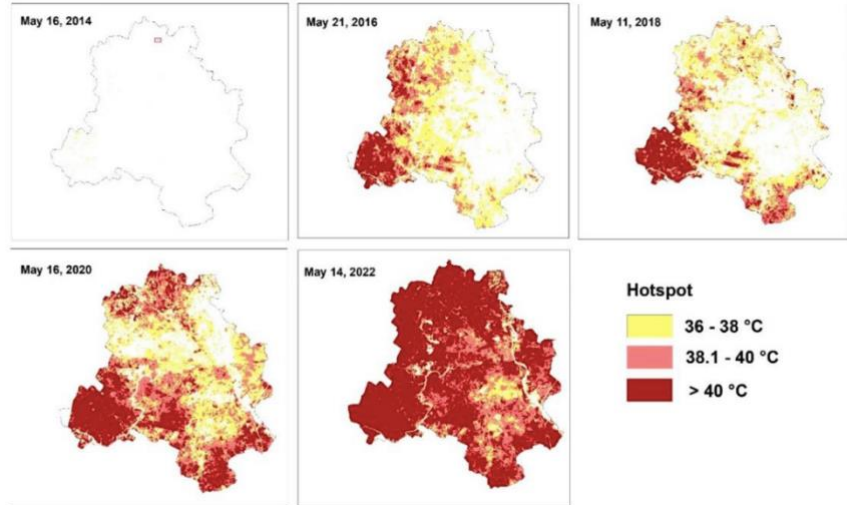 May 16, 2014
May 21, 2016
May 11, 2018
May 16, 2020
May 14, 2022
Hotspot
36 - 38 °C
38.1 - 40 °C
> 40 °C